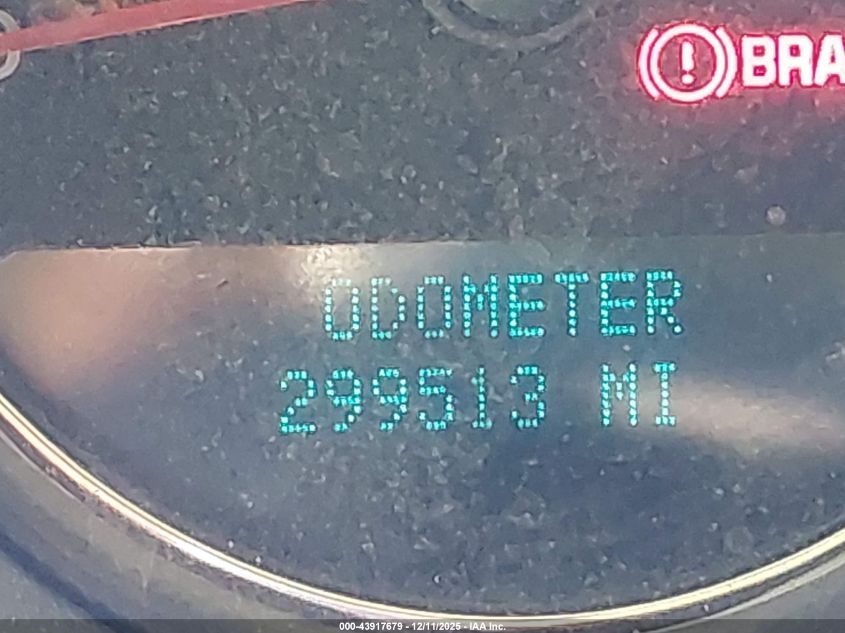 BRA
ODOMETER
299513 MI
000-43917679 - 12/11/2025 - IAA Inc.